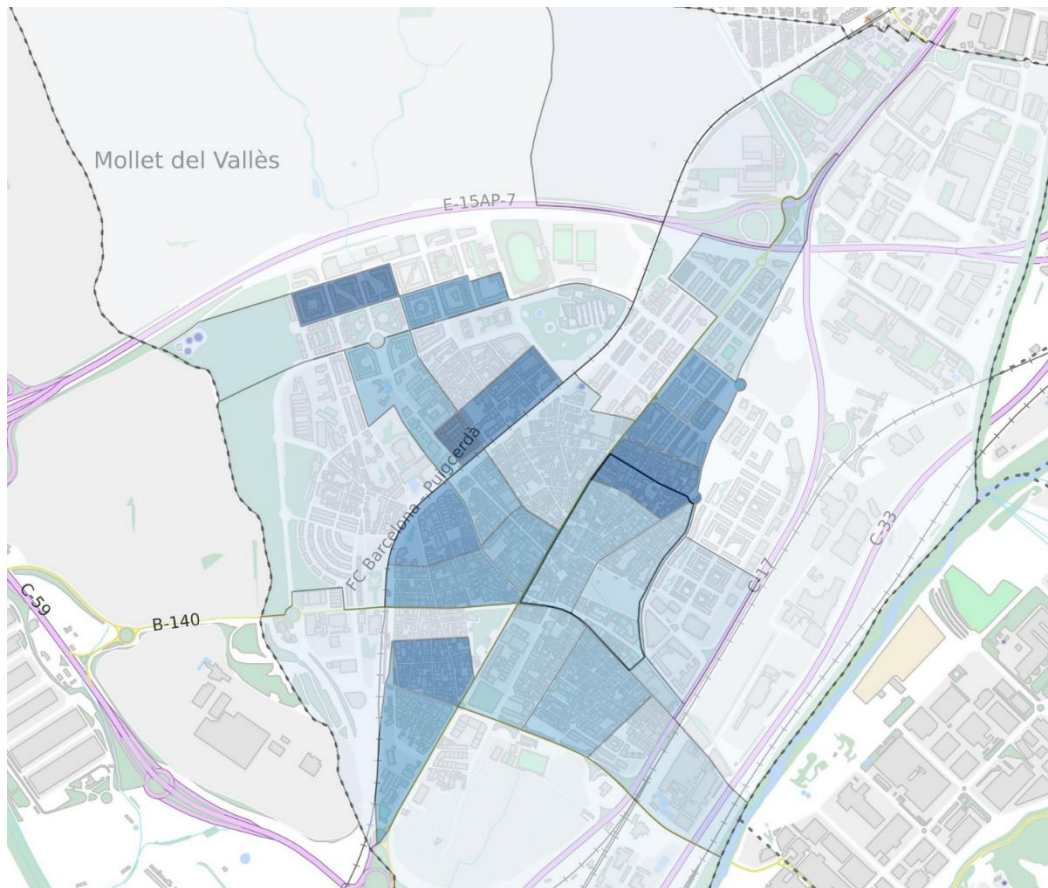 Mollet del Vallès
E-15AP-7
FC Barcelona - Puigcerdà
C-33
C-17
C-59
B-140